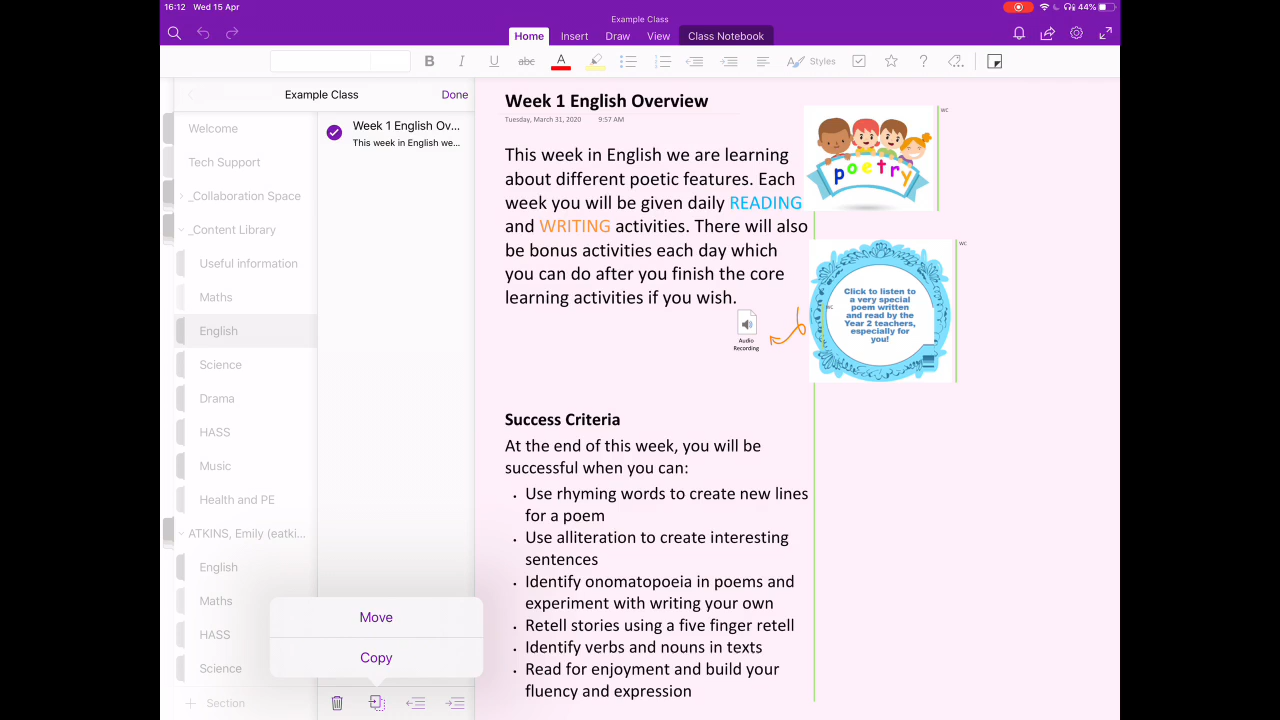 16:12 Wed 15 Apr
44%
Example Class
Home Insert Draw View Class Notebook
B I U abc A Styles ?
Example Class Done
Welcome
Tech Support
_Collaboration Space
_Content Library
Useful information
Maths
English
Science
Drama
HASS
Music
Health and PE
ATKINS, Emily (eatki...
English
Maths
HASS
Science
+ Section
Week 1 English Ov...
This week in English we...
Move
Copy
Week 1 English Overview
Tuesday, March 31, 2020 9:57 AM
This week in English we are learning
about different poetic features. Each
week you will be given daily READING
and WRITING activities. There will also
be bonus activities each day which
you can do after you finish the core
learning activities if you wish.
WC
poetry
WC
WC
Click to listen to
a very special
poem written
and read by the
Year 2 teachers,
especially for
you!
Audio
Recording
Success Criteria
At the end of this week, you will be
successful when you can:
• Use rhyming words to create new lines
for a poem
• Use alliteration to create interesting
sentences
• Identify onomatopoeia in poems and
experiment with writing your own
• Retell stories using a five finger retell
• Identify verbs and nouns in texts
• Read for enjoyment and build your
fluency and expression